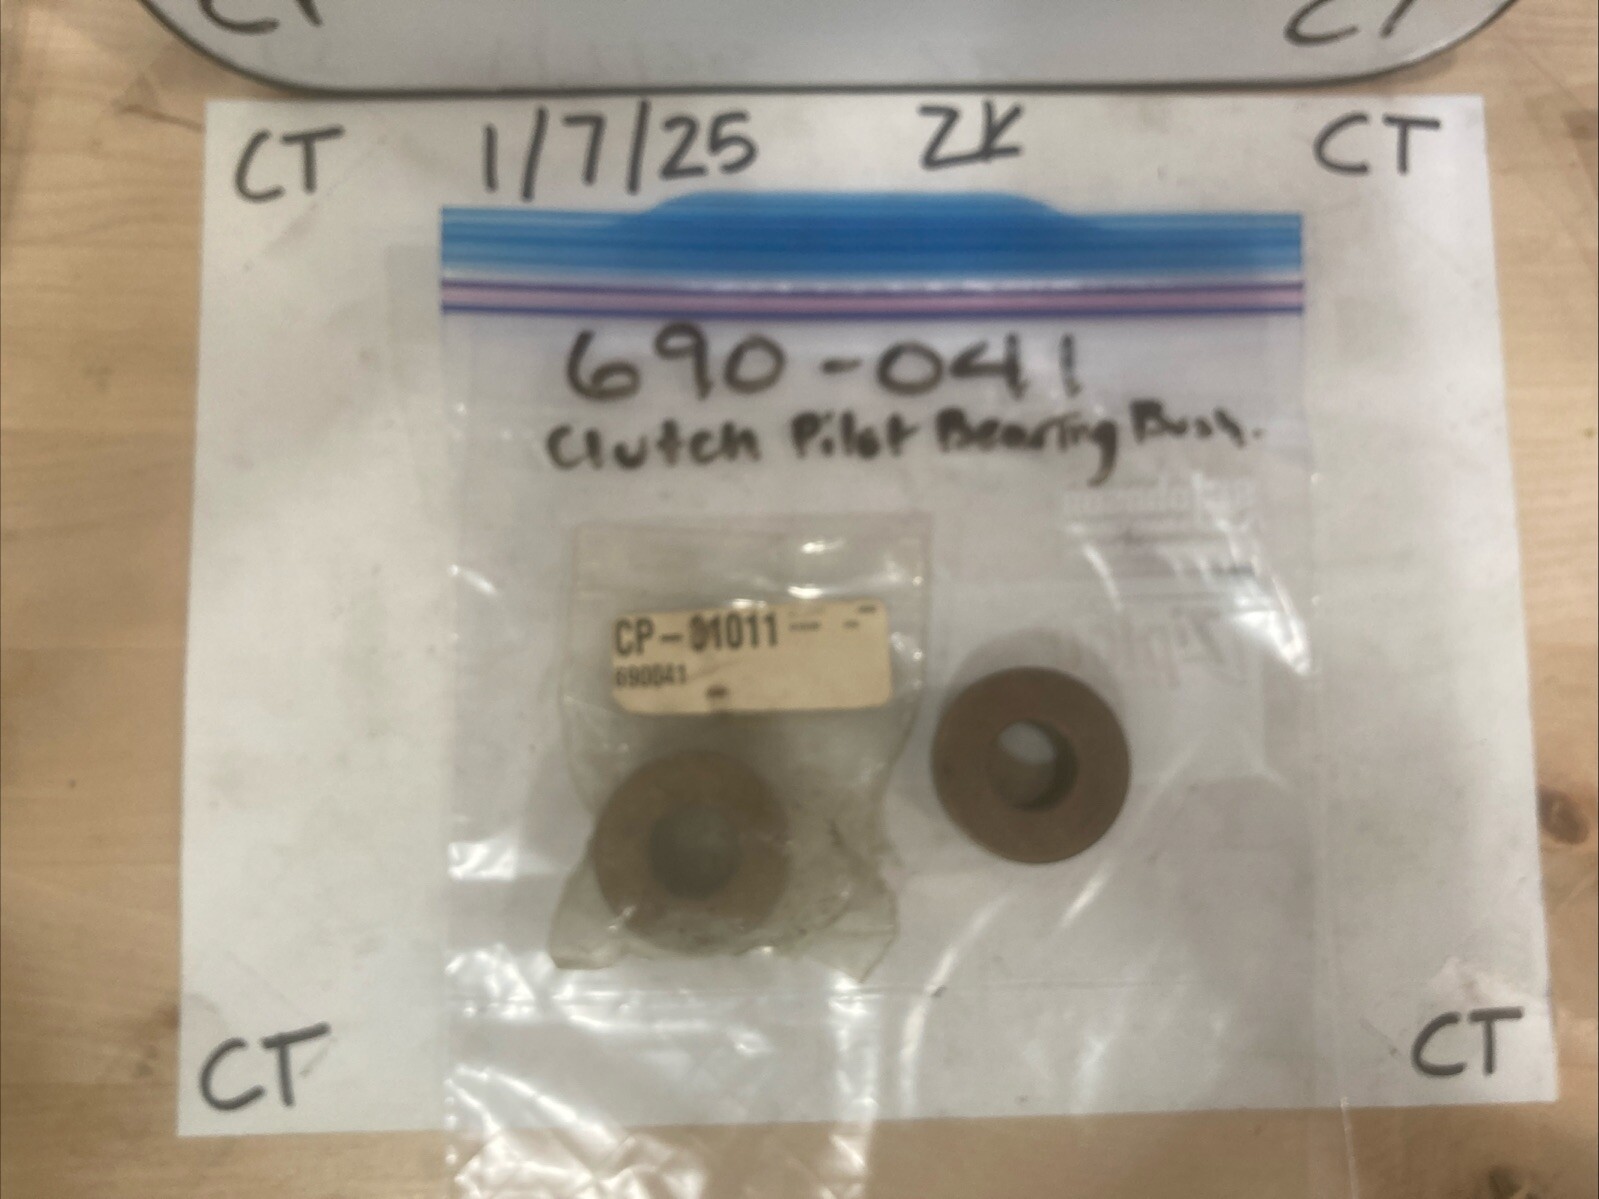 CT
CT
CT 1/7/25 ZK CT
690-041
Clutch Pilot Bearing Bush.
CP-01011
690041
CT
CT